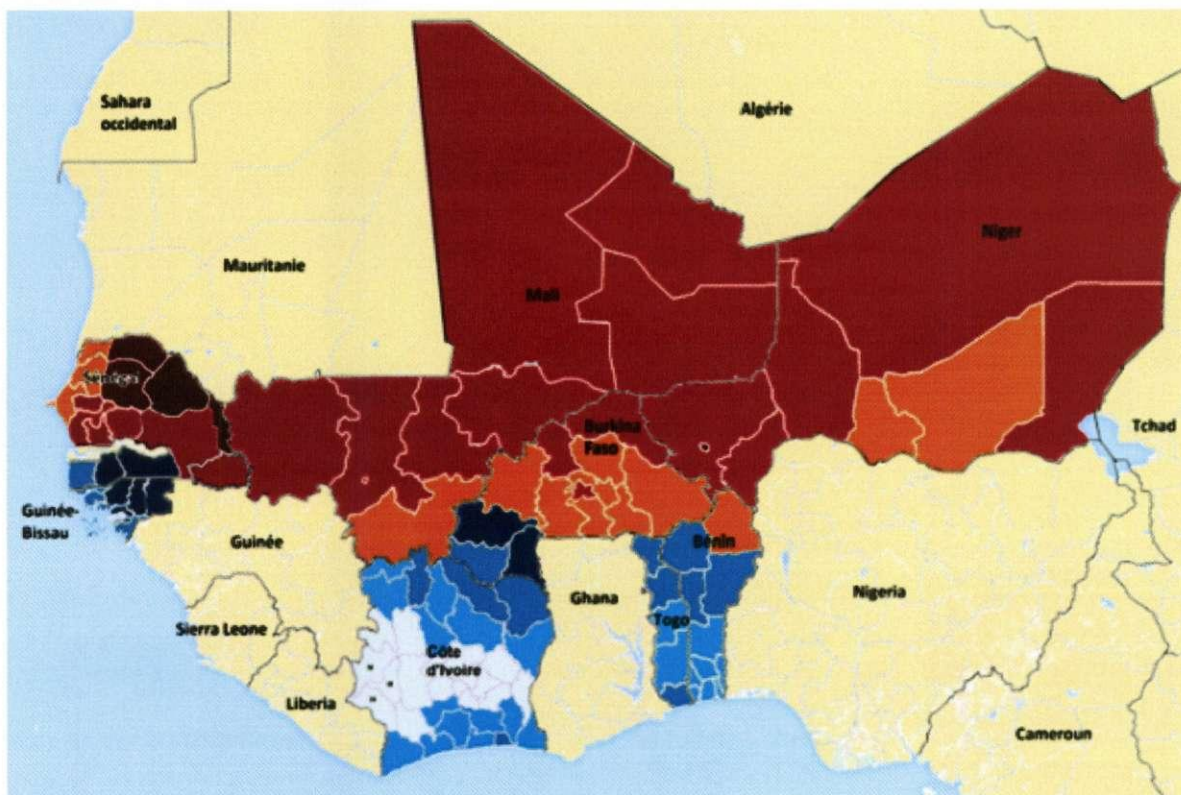 Sahara
occidental
Algérie
Niger
Mauritanie
Mali
Sénégal
Burkina
Faso
Tchad
Guinée-
Bissau
Guinée
Bénin
Ghana
Nigeria
Togo
Sierra Leone
Côte
d'Ivoire
Liberia
Cameroun